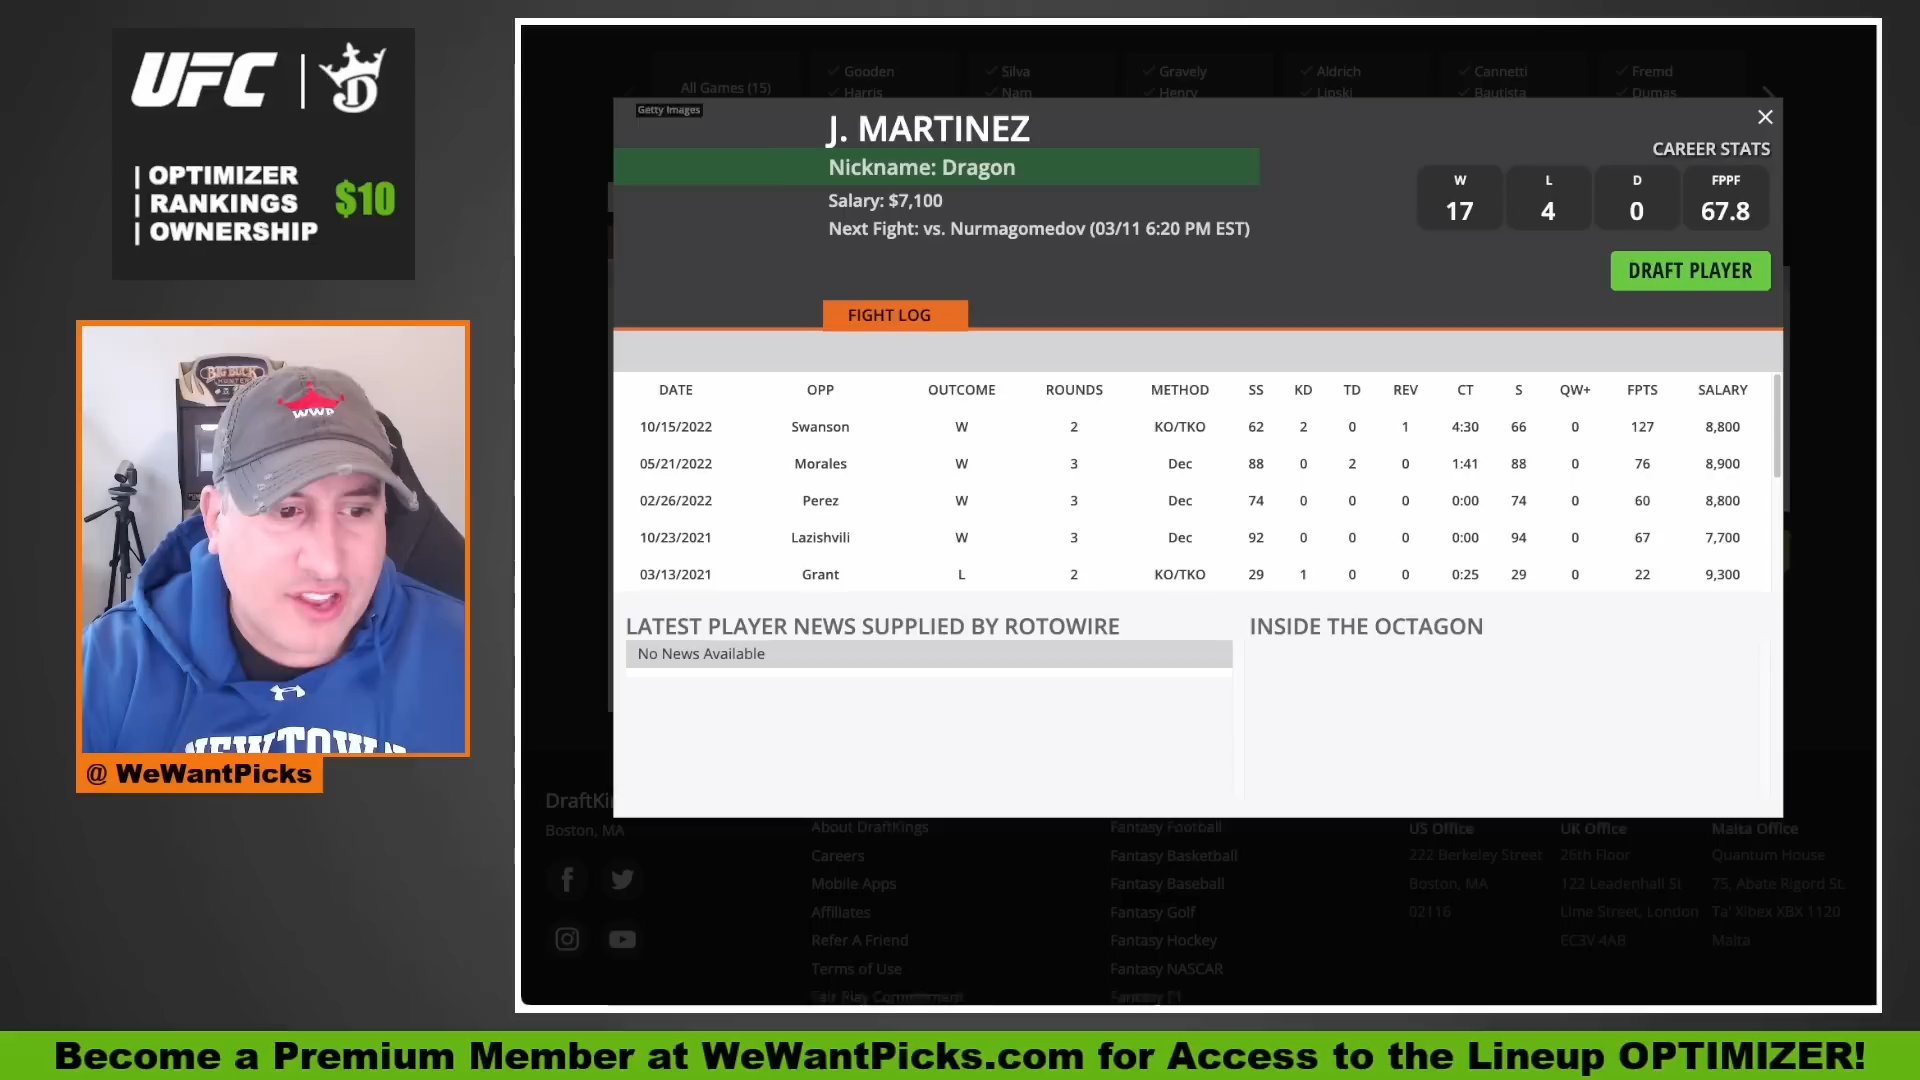 UFC
D
| OPTIMIZER
| RANKINGS
| OWNERSHIP
$10
BIG BUCK
HUNTER
WWP
NEWTOWN
@ WeWantPicks
All Games (15)
Gooden
Harris
Silva
Nam
Gravely
Henry
Aldrich
Lipski
Cannetti
Bautista
Fremd
Dumas
Getty Images
J. MARTINEZ
Nickname: Dragon
Salary: $7,100
Next Fight: vs. Nurmagomedov (03/11 6:20 PM EST)
CAREER STATS
W L D FPPF
17 4 0 67.8
DRAFT PLAYER
FIGHT LOG
DATE OPP OUTCOME ROUNDS METHOD SS KD TD REV CT S QW+ FPTS SALARY
10/15/2022 Swanson W 2 KO/TKO 62 2 0 1 4:30 66 0 127 8,800
05/21/2022 Morales W 3 Dec 88 0 2 0 1:41 88 0 76 8,900
02/26/2022 Perez W 3 Dec 74 0 0 0 0:00 74 0 60 8,800
10/23/2021 Lazishvili W 3 Dec 92 0 0 0 0:00 94 0 67 7,700
03/13/2021 Grant L 2 KO/TKO 29 1 0 0 0:25 29 0 22 9,300
LATEST PLAYER NEWS SUPPLIED BY ROTOWIRE
No News Available
INSIDE THE OCTAGON
Boston, MA
About DraftKings
Careers
Mobile Apps
Affiliates
Refer A Friend
Terms of Use
Fair Play Commitment
Fantasy Football
Fantasy Basketball
Fantasy Baseball
Fantasy Golf
Fantasy Hockey
Fantasy NASCAR
Fantasy F1
US Office
222 Berkeley Street
Boston, MA
02116
UK Office
26th Floor
122 Leadenhall St.
Lime Street, London
EC3V 4AB
Malta Office
Quantum House
75, Abate Rigord St.
Ta' Xibex XBX 1120
Malta
Become a Premium Member at WeWantPicks.com for Access to the Lineup OPTIMIZER!